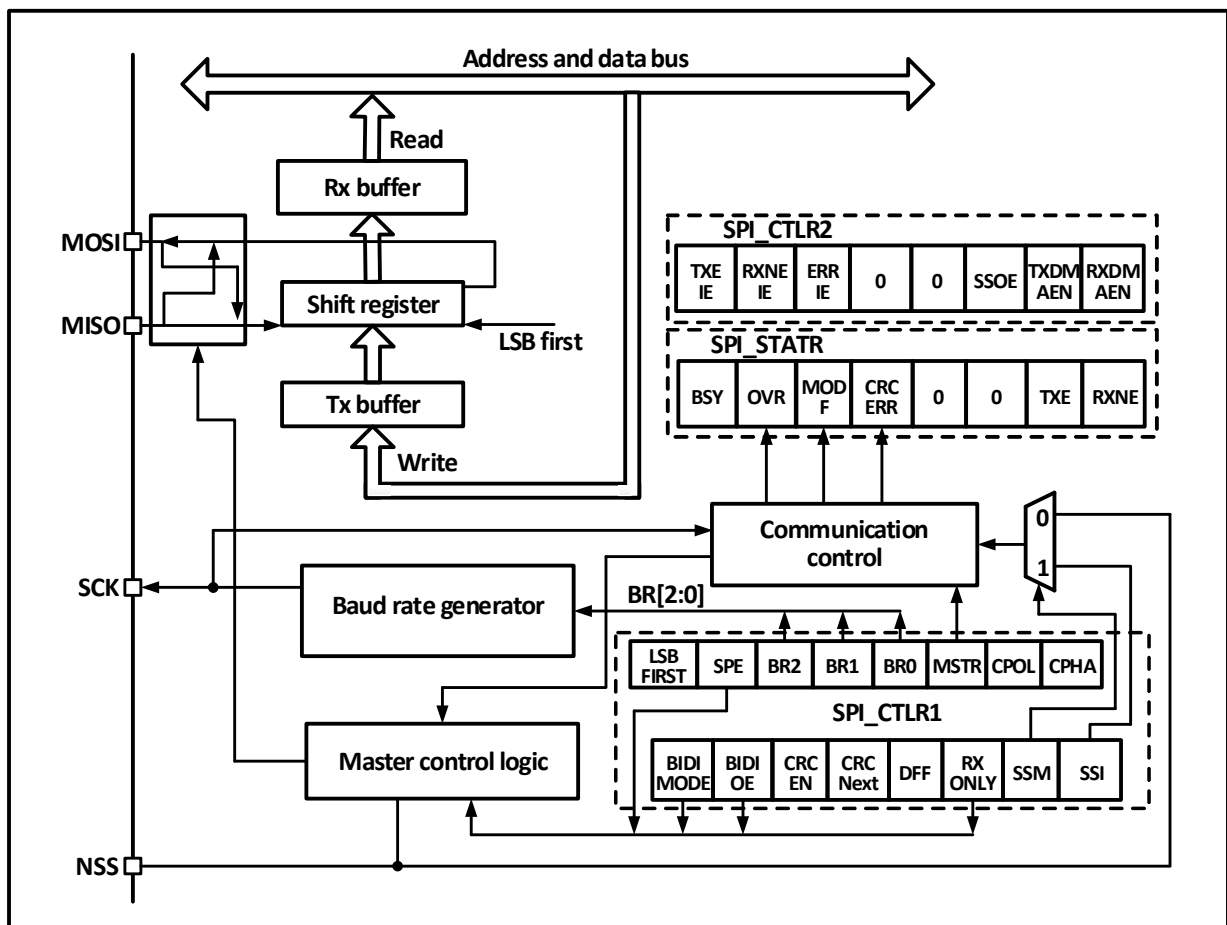 Address and data bus
Read
Rx buffer
MOSI
MISO
Shift register
LSB first
Tx buffer
Write
SPI_CTLR2
TXE
IE
RXNE
IE
ERR
IE
0
0
SSOE
TXDM
AEN
RXDM
AEN
SPI_STATR
BSY
OVR
MOD
F
CRC
ERR
0
0
TXE
RXNE
Communication
control
0
1
SCK
Baud rate generator
BR[2:0]
LSB
FIRST
SPE
BR2
BR1
BR0
MSTR
CPOL
CPHA
SPI_CTLR1
Master control logic
BIDI
MODE
BIDI
OE
CRC
EN
CRC
Next
DFF
RX
ONLY
SSM
SSI
NSS